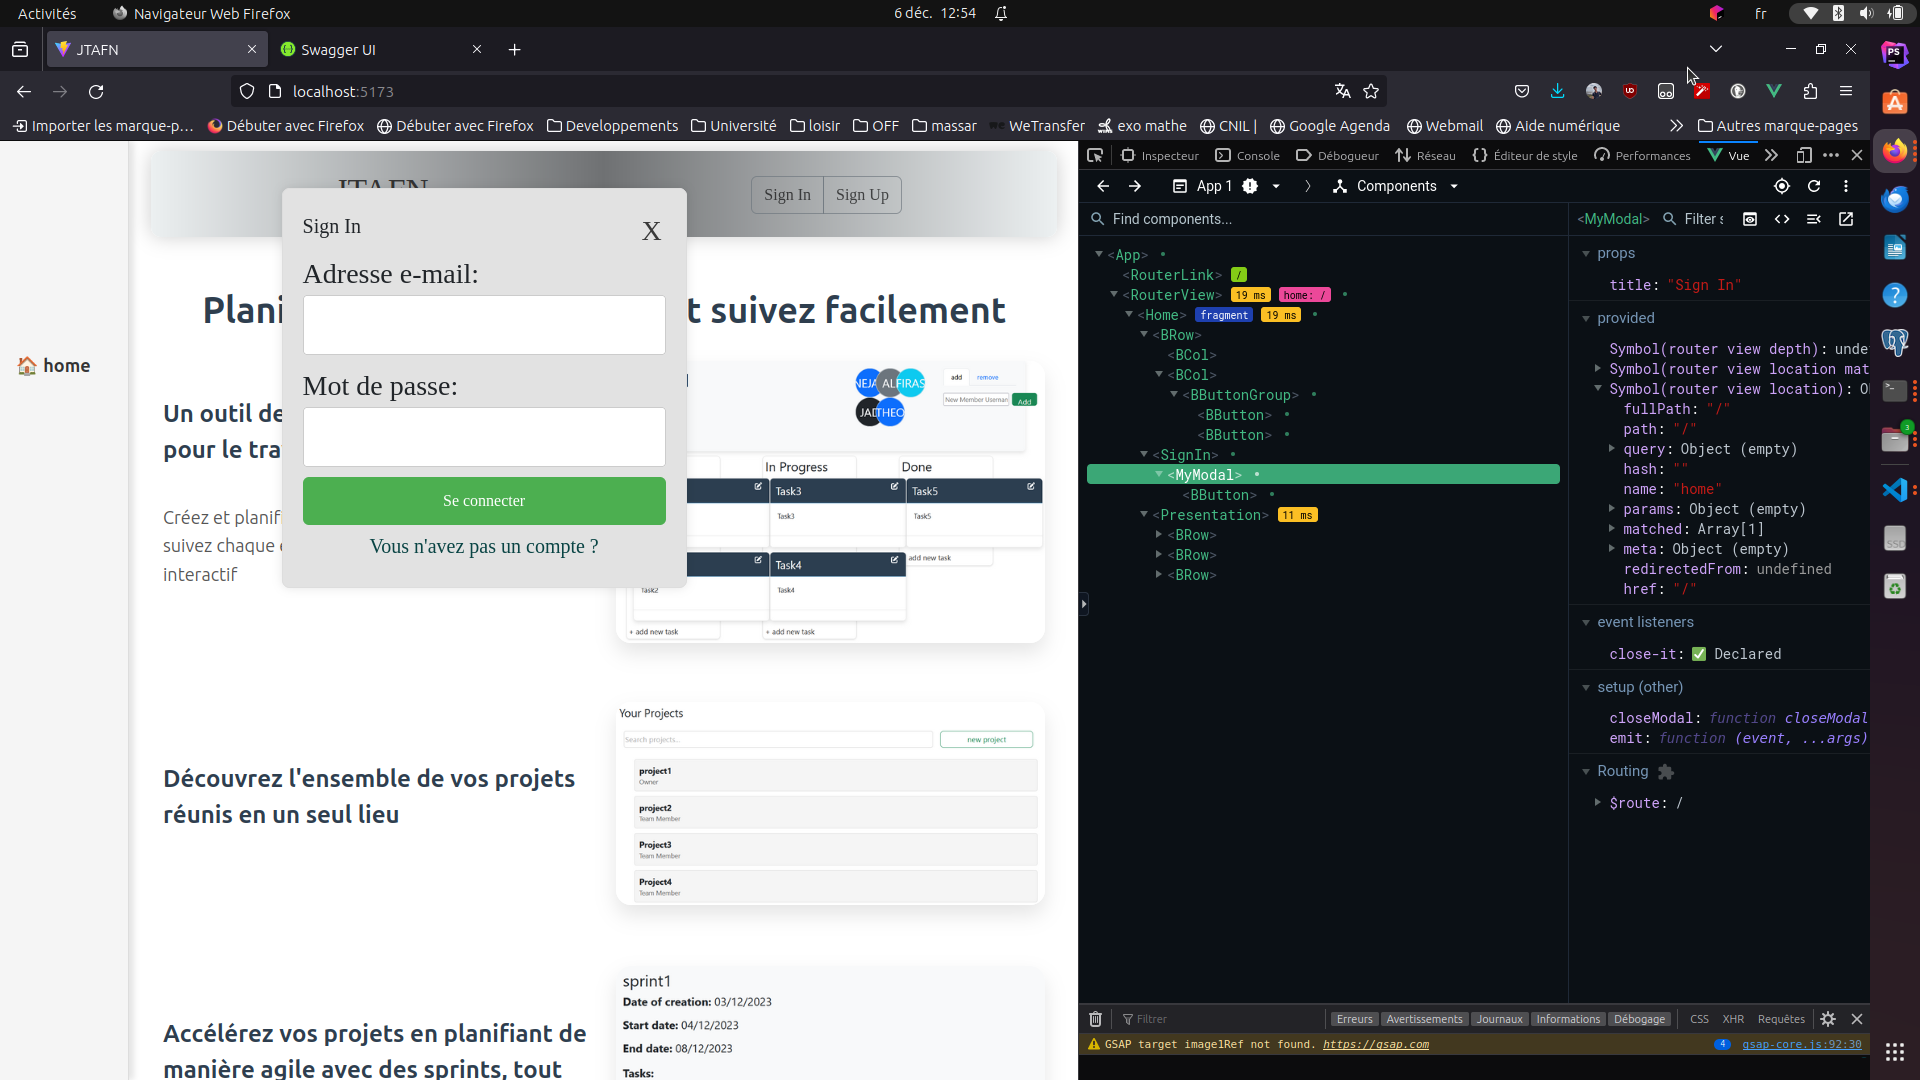 Activités
Navigateur Web Firefox
6 déc. 12:54
fr
JTAFN
Swagger UI
localhost:5173
Importer les marque-p…
Débuter avec Firefox
Débuter avec Firefox
Developpements
Université
loisir
OFF
massar
WeTransfer
exo mathe
CNIL |
Google Agenda
Webmail
Aide numérique
Autres marque-pages
home
JTAFN
Sign In
Sign Up
Plani
t suivez facilement
Un outil de
pour le tra
Créez et planif
suivez chaque
interactif
Sign In
X
Adresse e-mail:
Mot de passe:
Se connecter
Vous n'avez pas un compte ?
NEJA
AL
FIRAS
JAD
THEO
add
remove
New Member Usernam
Add
In Progress
Done
Task3
Task3
Task5
Task5
add new task
Task4
Task2
Task4
+ add new task
+ add new task
Découvrez l'ensemble de vos projets
réunis en un seul lieu
Your Projects
Search projects...
new project
project1
Owner
project2
Team Member
Project3
Team Member
Project4
Team Member
Accélérez vos projets en planifiant de
manière agile avec des sprints, tout
sprint1
Date of creation: 03/12/2023
Start date: 04/12/2023
End date: 08/12/2023
Tasks:
Inspecteur
Console
Débogueur
Réseau
Éditeur de style
Performances
Vue
App 1
Components
Find components...
<App>
<RouterLink> /
<RouterView> 19 ms home: /
<Home> fragment 19 ms
<BRow>
<BCol>
<BCol>
<BButtonGroup>
<BButton>
<BButton>
<SignIn>
<MyModal>
<BButton>
<Presentation> 11 ms
<BRow>
<BRow>
<BRow>
<MyModal>
Filter s
props
title: "Sign In"
provided
Symbol(router view depth): unde
Symbol(router view location mat
Symbol(router view location): O
fullPath: "/"
path: "/"
query: Object (empty)
hash: ""
name: "home"
params: Object (empty)
matched: Array[1]
meta: Object (empty)
redirectedFrom: undefined
href: "/"
event listeners
close-it: ✅ Declared
setup (other)
closeModal: function closeModal
emit: function (event, ...args)
Routing
$route: /
Filtrer
Erreurs
Avertissements
Journaux
Informations
Débogage
CSS
XHR
Requêtes
GSAP target image1Ref not found. https://gsap.com
4
gsap-core.js:92:30
PS
3
SSD